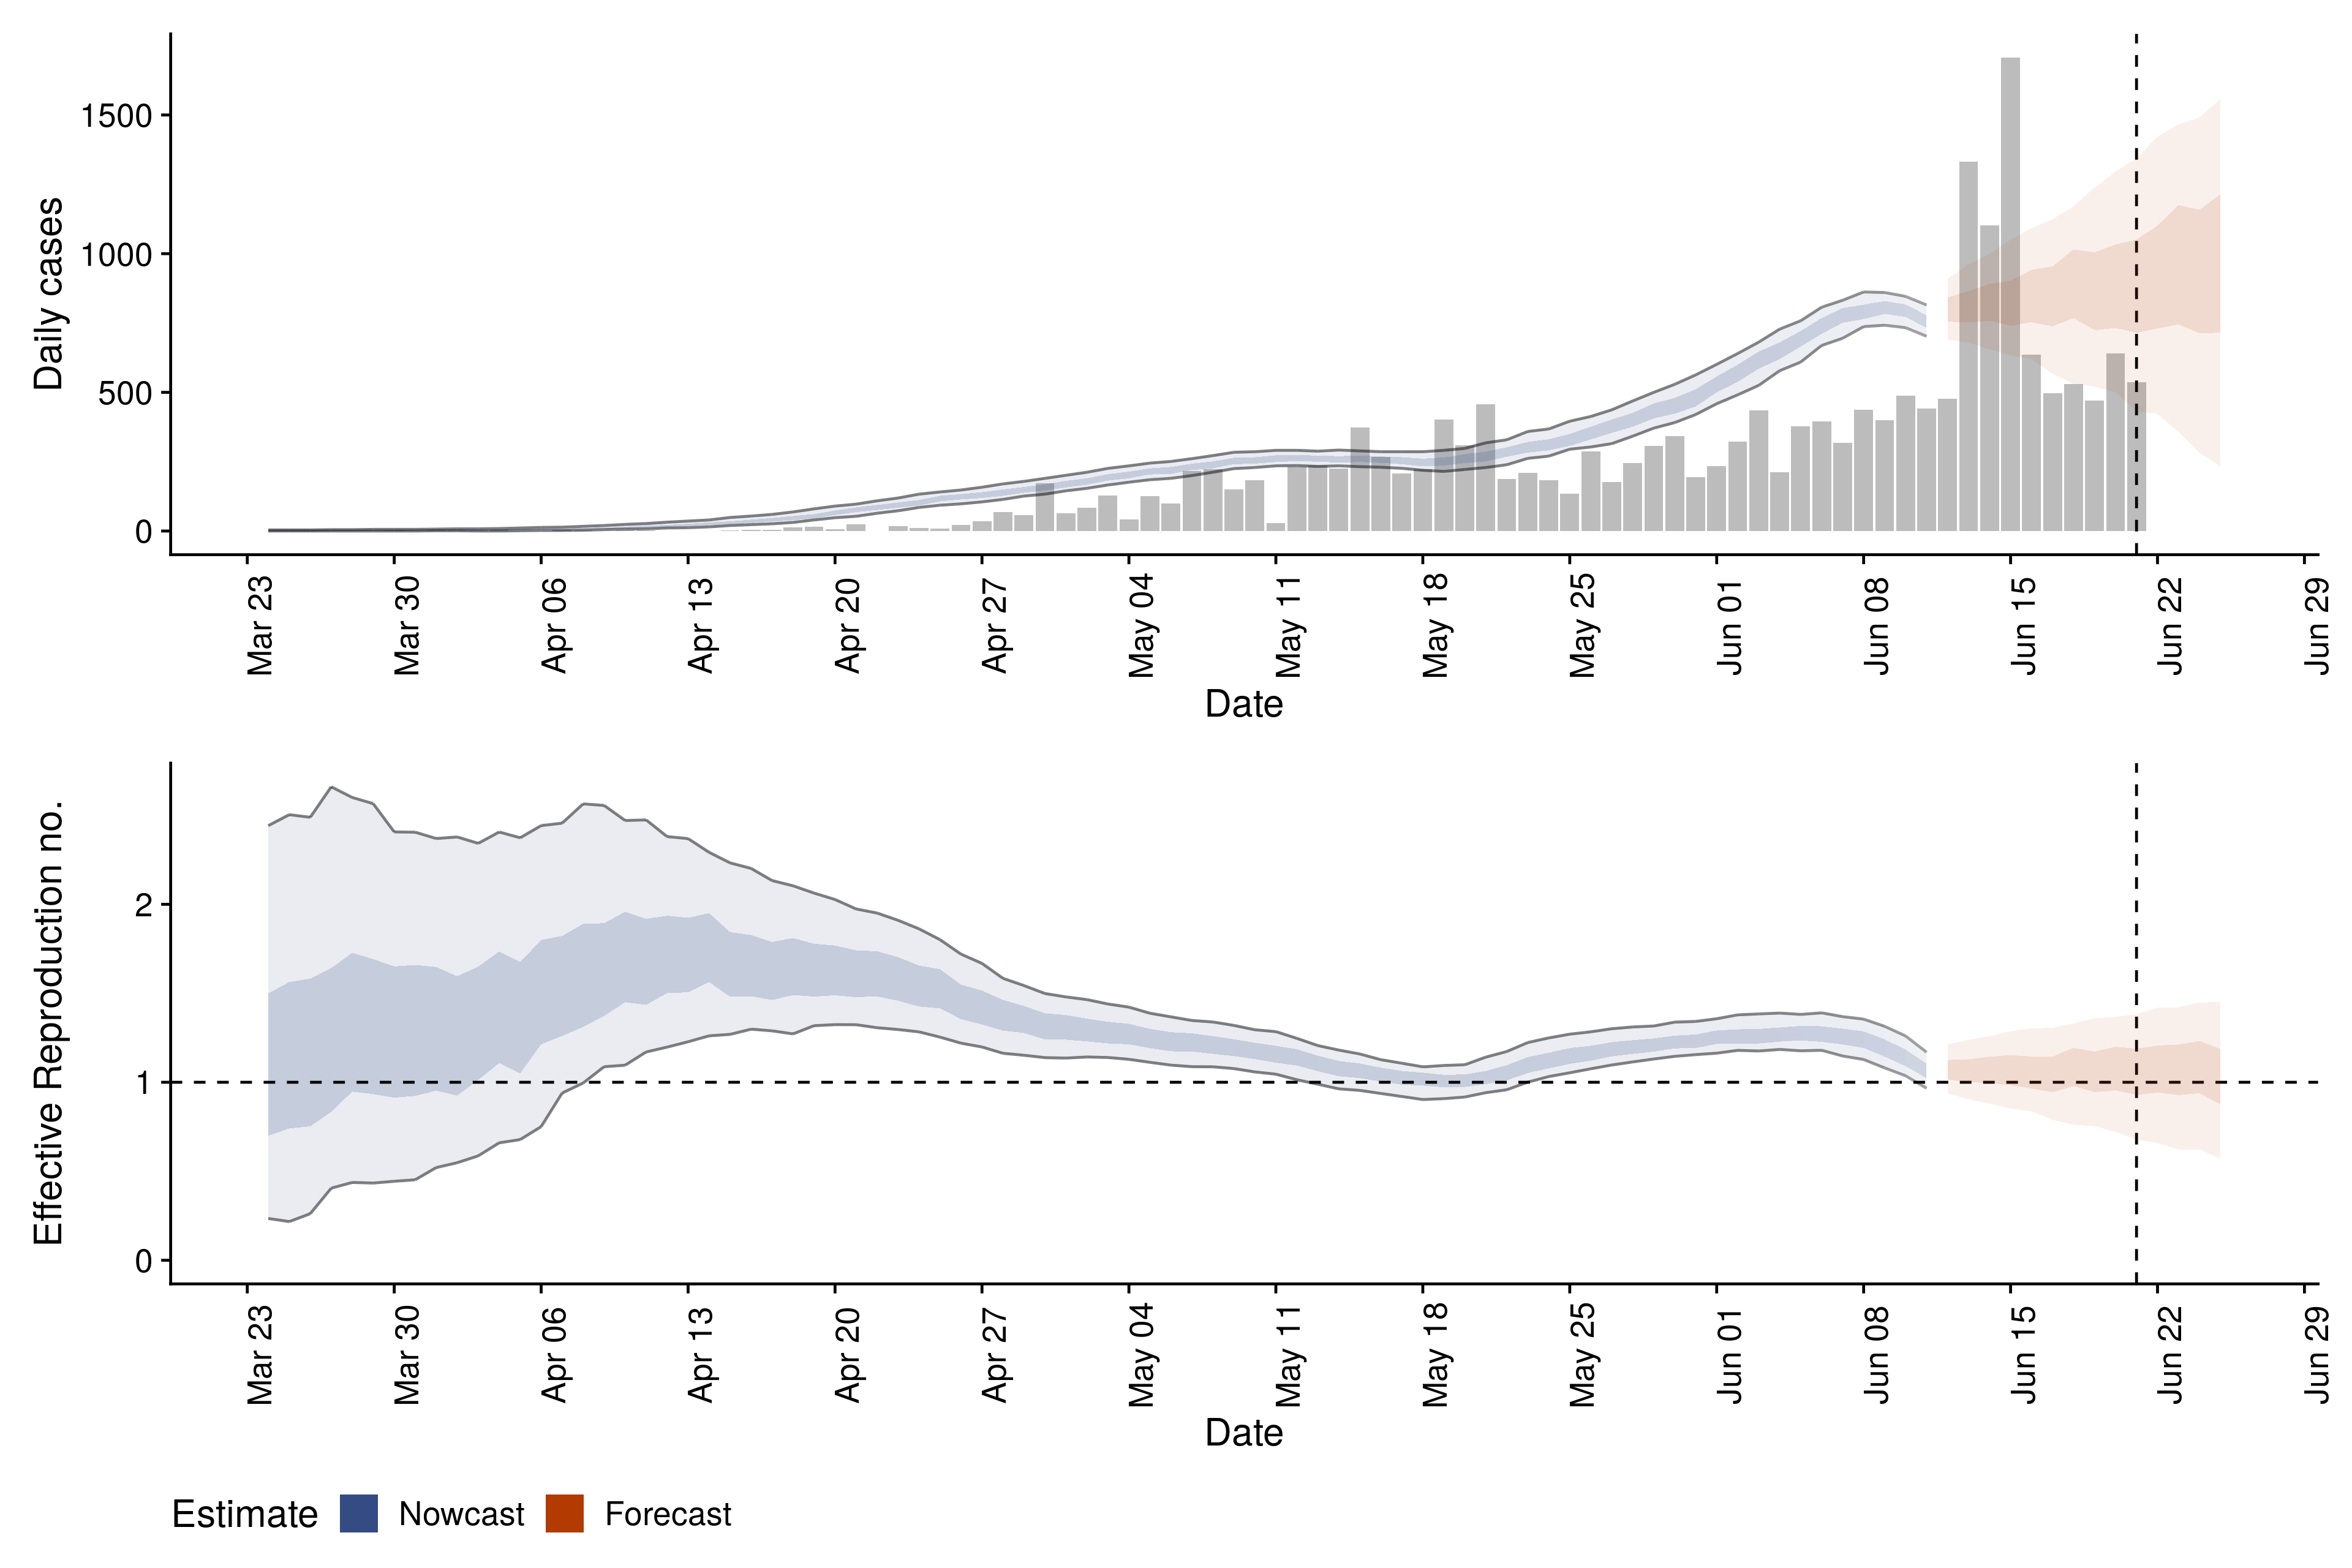 Daily cases
1500
1000
500
0
Mar 23
Mar 30
Apr 06
Apr 13
Apr 20
Apr 27
May 04
May 11
May 18
May 25
Jun 01
Jun 08
Jun 15
Jun 22
Jun 29
Date
Effective Reproduction no.
2
1
0
Mar 23
Mar 30
Apr 06
Apr 13
Apr 20
Apr 27
May 04
May 11
May 18
May 25
Jun 01
Jun 08
Jun 15
Jun 22
Jun 29
Date
Estimate Nowcast Forecast